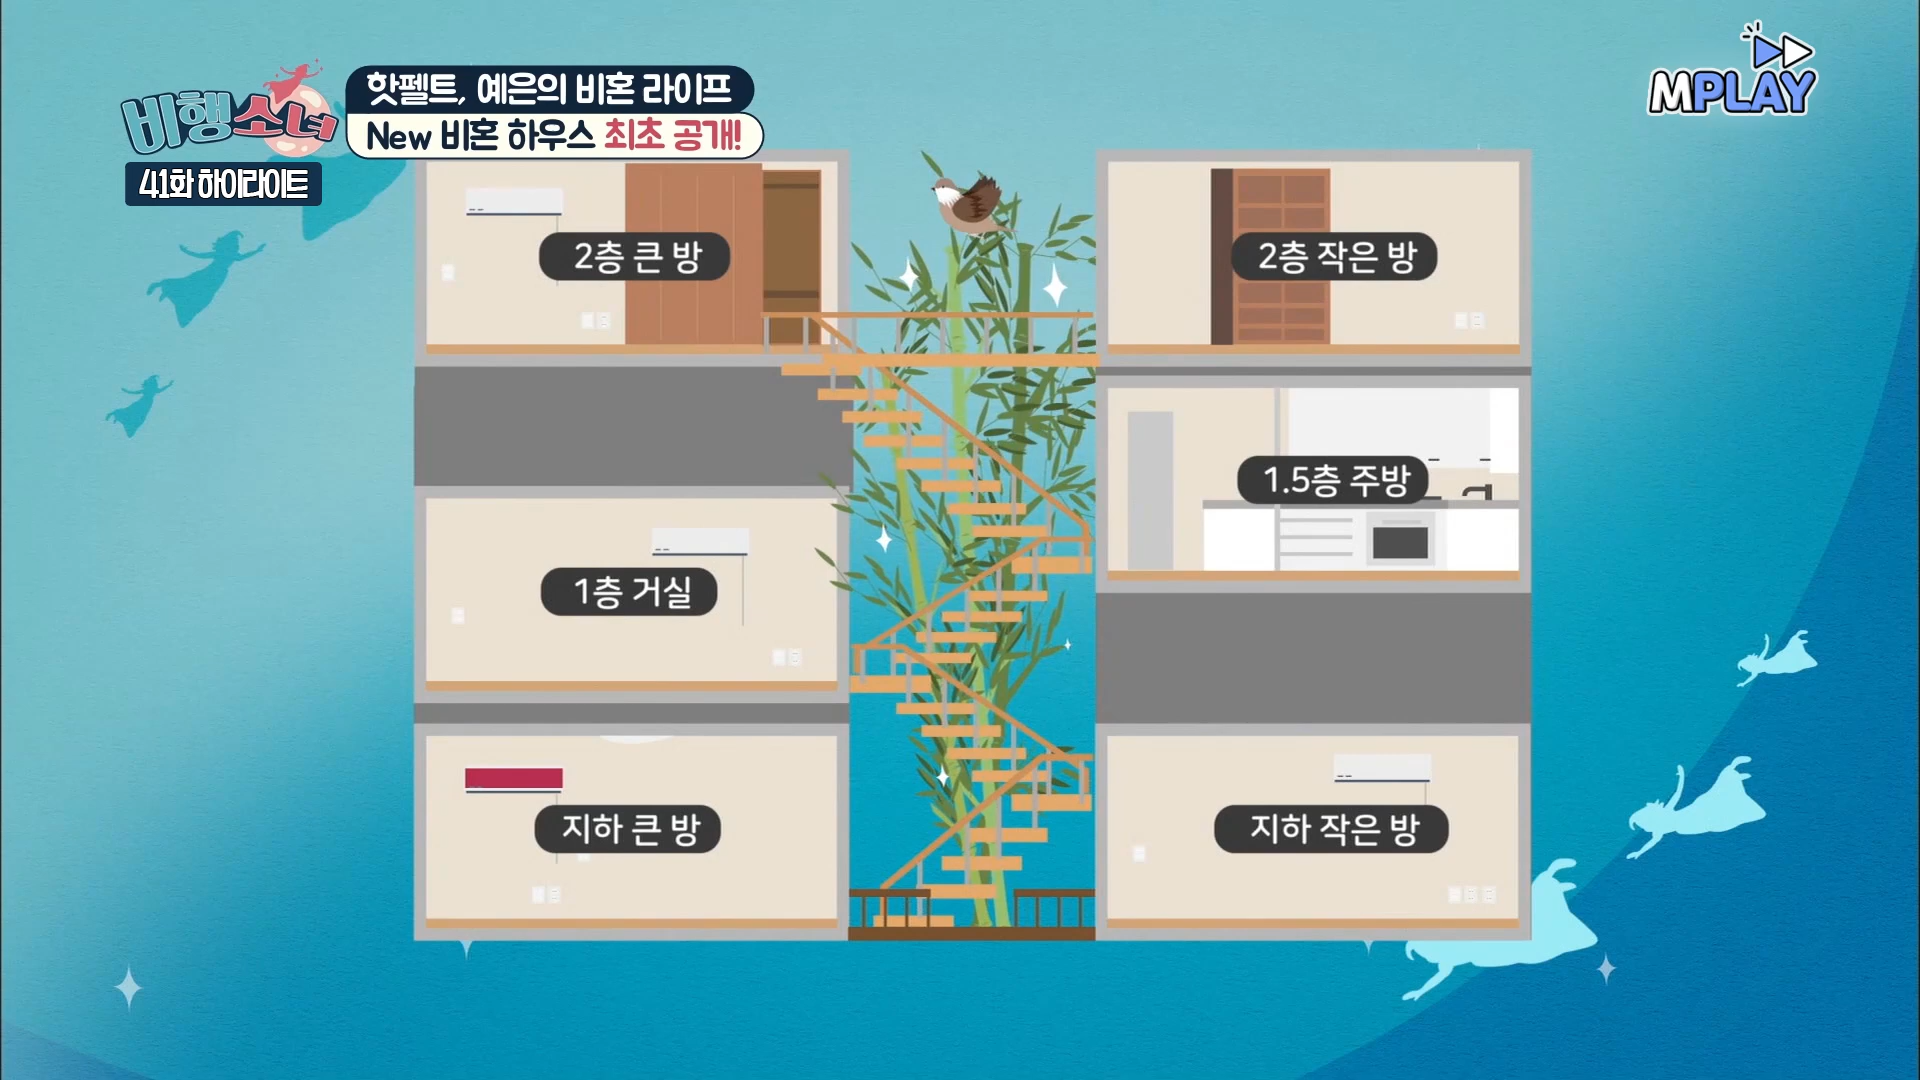 비행소녀
41화 하이라이트
핫펠트, 예은의 비혼 라이프
New 비혼 하우스 최초 공개!
MPLAY
2층 큰 방
2층 작은 방
1.5층 주방
1층 거실
지하 큰 방
지하 작은 방